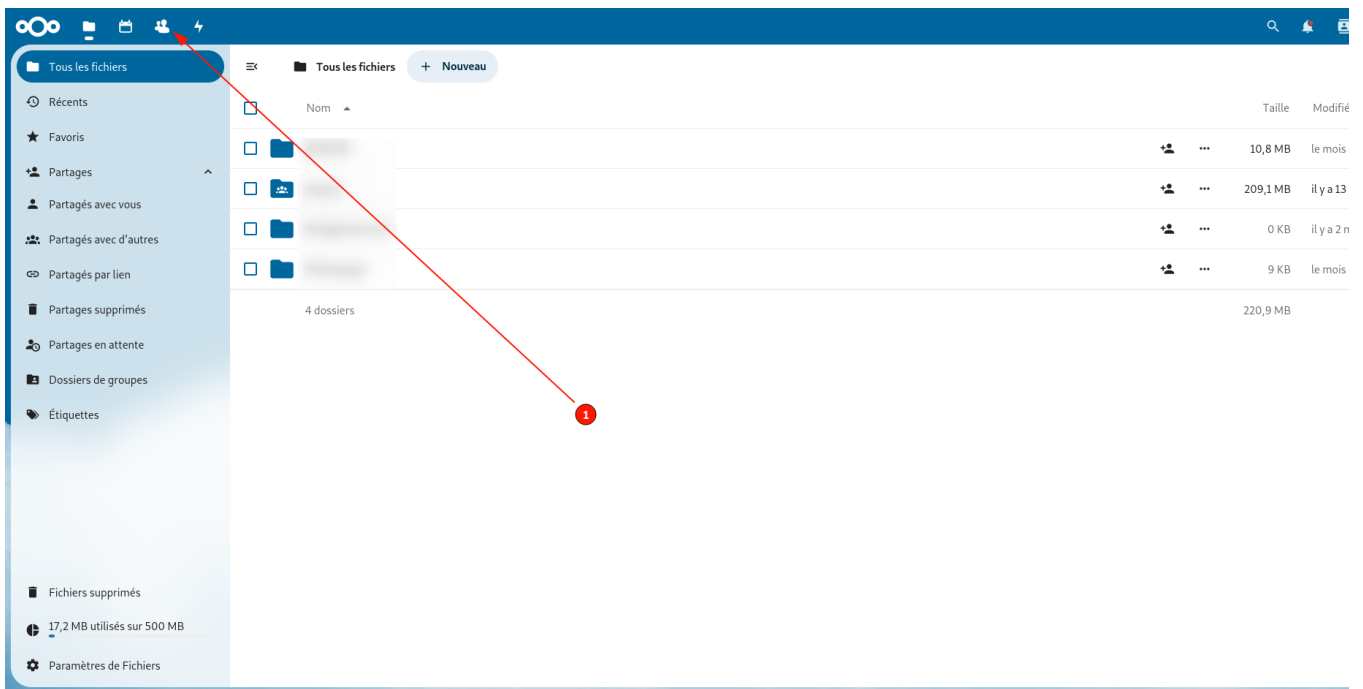 Tous les fichiers
Tous les fichiers + Nouveau
Récents
Nom Taille Modifié
Favoris
10,8 MB le mois
Partages
209,1 MB il y a 13
Partagés avec vous
Partagés avec d'autres
0 KB il y a 2 m
Partagés par lien
9 KB le mois
Partages supprimés
4 dossiers 220,9 MB
Partages en attente
Dossiers de groupes
Étiquettes
1
Fichiers supprimés
17,2 MB utilisés sur 500 MB
Paramètres de Fichiers